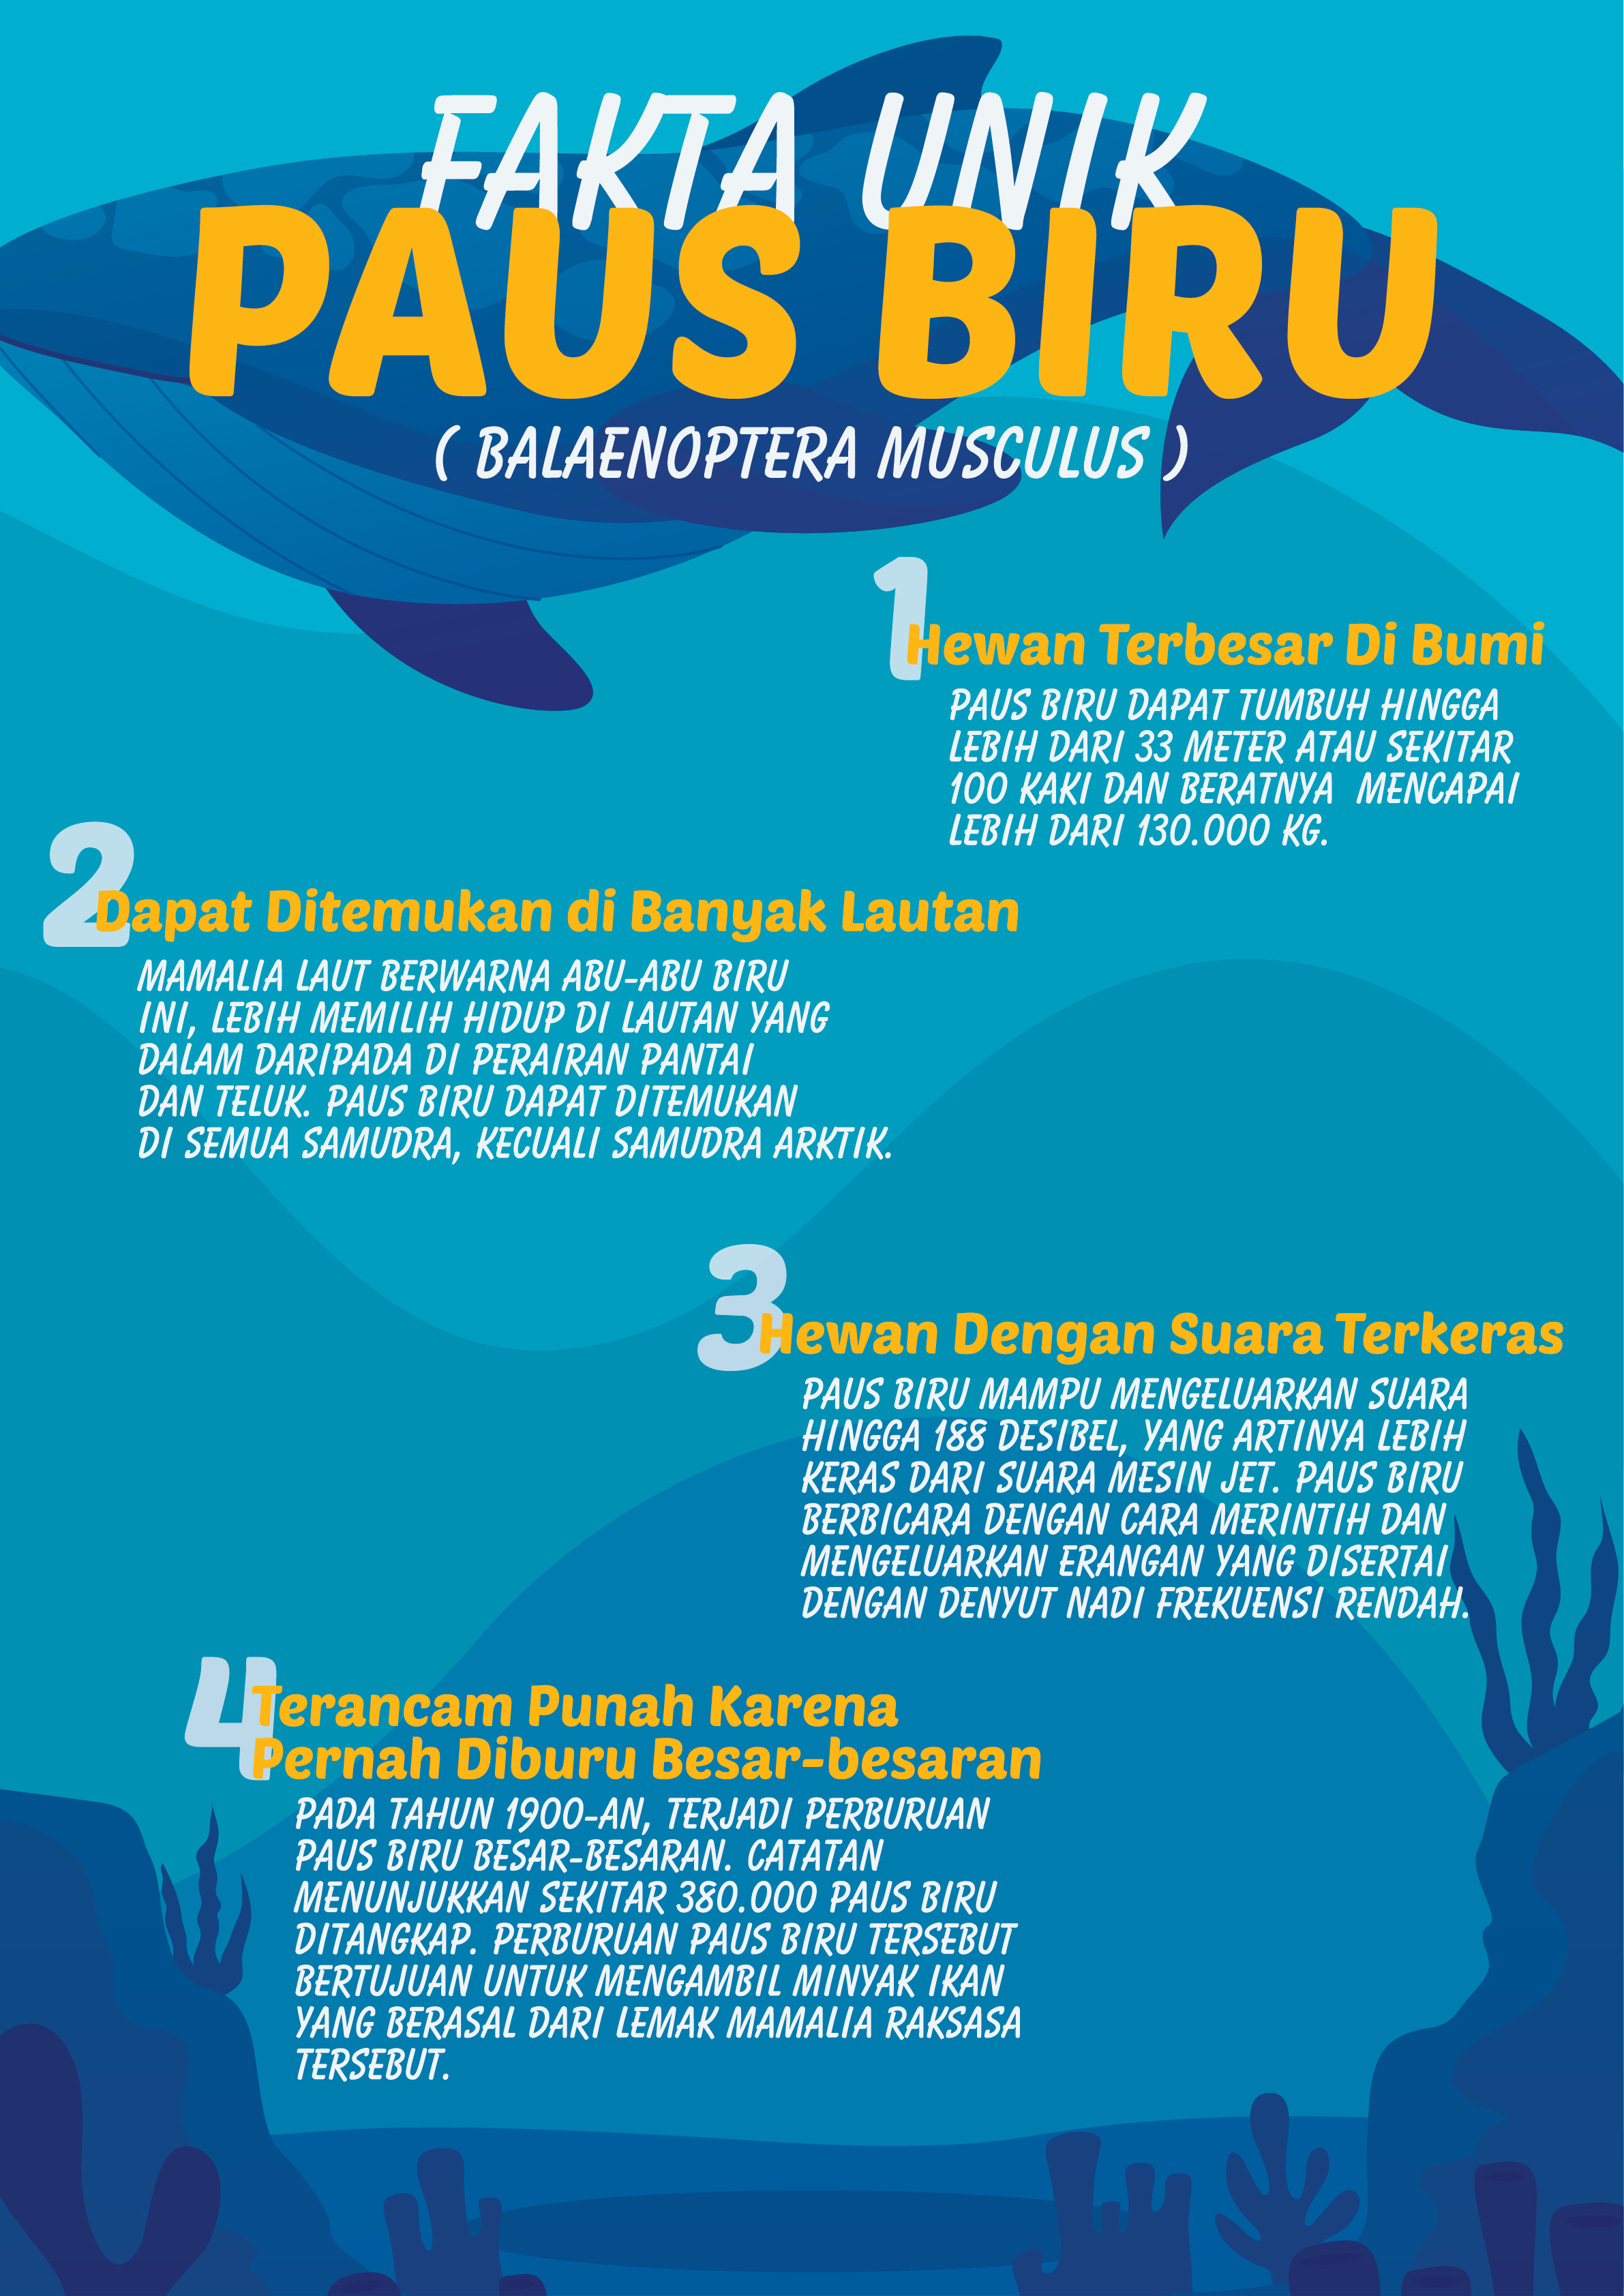 FAKTA UNIK
PAUS BIRU
( BALAENOPTERA MUSCULUS )
1
Hewan Terbesar Di Bumi
PAUS BIRU DAPAT TUMBUH HINGGA
LEBIH DARI 33 METER ATAU SEKITAR
100 KAKI DAN BERATNYA MENCAPAI
LEBIH DARI 130.000 KG.
2
Dapat Ditemukan di Banyak Lautan
MAMALIA LAUT BERWARNA ABU-ABU BIRU
INI, LEBIH MEMILIH HIDUP DI LAUTAN YANG
DALAM DARIPADA DI PERAIRAN PANTAI
DAN TELUK. PAUS BIRU DAPAT DITEMUKAN
DI SEMUA SAMUDRA, KECUALI SAMUDRA ARKTIK.
3
Hewan Dengan Suara Terkeras
PAUS BIRU MAMPU MENGELUARKAN SUARA
HINGGA 188 DESIBEL, YANG ARTINYA LEBIH
KERAS DARI SUARA MESIN JET. PAUS BIRU
BERBICARA DENGAN CARA MERINTIH DAN
MENGELUARKAN ERANGAN YANG DISERTAI
DENGAN DENYUT NADI FREKUENSI RENDAH.
4
Terancam Punah Karena
Pernah Diburu Besar-besaran
PADA TAHUN 1900-AN, TERJADI PERBURUAN
PAUS BIRU BESAR-BESARAN. CATATAN
MENUNJUKKAN SEKITAR 380.000 PAUS BIRU
DITANGKAP. PERBURUAN PAUS BIRU TERSEBUT
BERTUJUAN UNTUK MENGAMBIL MINYAK IKAN
YANG BERASAL DARI LEMAK MAMALIA RAKSASA
TERSEBUT.